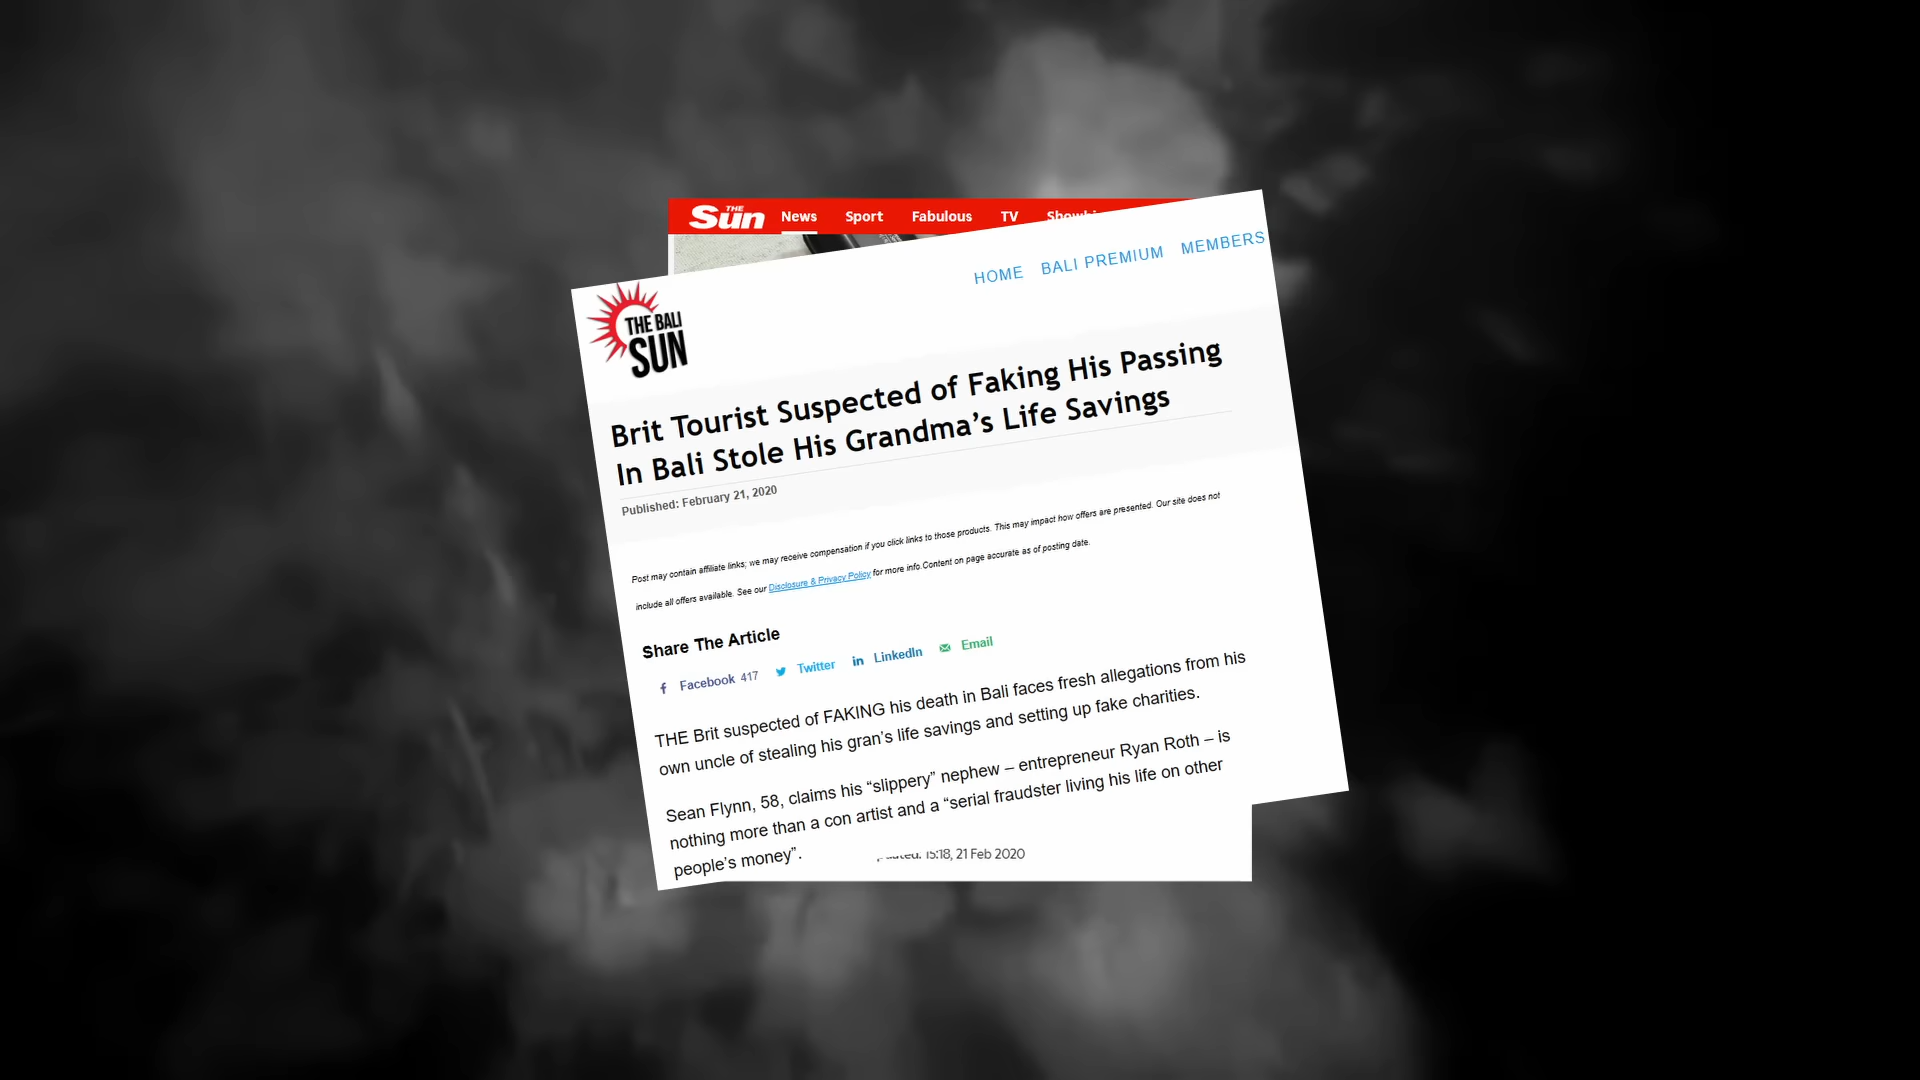 THE Sun News Sport Fabulous TV
HOME BALI PREMIUM MEMBERS
THE BALI
SUN
Brit Tourist Suspected of Faking His Passing
In Bali Stole His Grandma’s Life Savings
Published: February 21, 2020
Post may contain affiliate links; we may receive compensation if you click links to those products. This may impact how offers are presented. Our site does not
include all offers available. See our Disclosure & Privacy Policy for more info.Content on page accurate as of posting date.
Share The Article
Facebook 417 Twitter LinkedIn Email
THE Brit suspected of FAKING his death in Bali faces fresh allegations from his
own uncle of stealing his gran’s life savings and setting up fake charities.
Sean Flynn, 58, claims his “slippery” nephew – entrepreneur Ryan Roth – is
nothing more than a con artist and a “serial fraudster living his life on other
people’s money”.
15:18, 21 Feb 2020